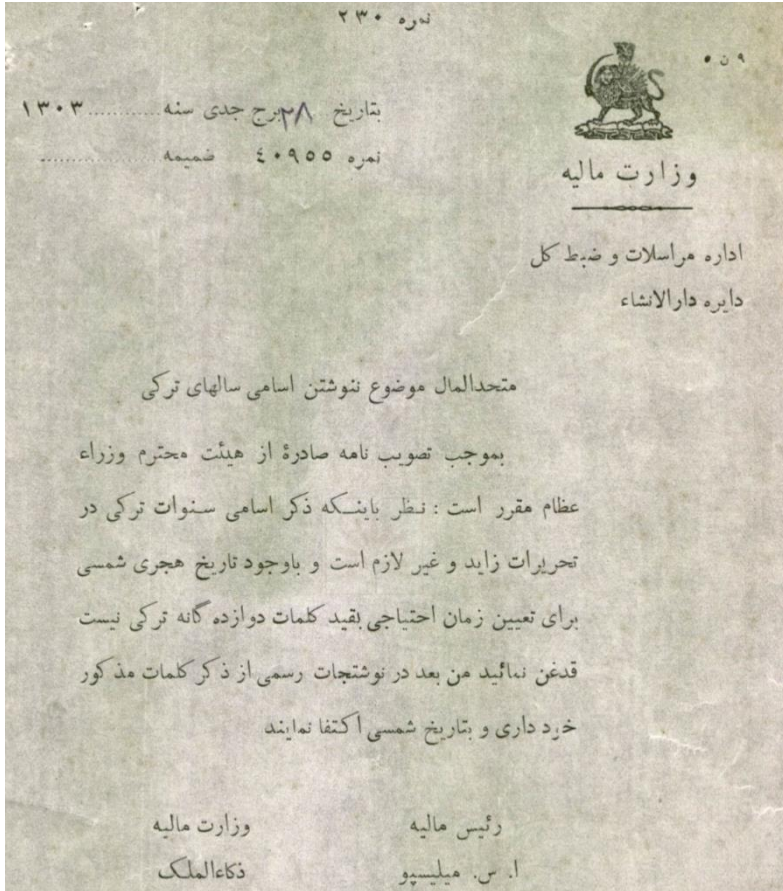 نمره ۲۳۰
۹ ن ۵
بتاریخ ۲۸ برج جدی سنه ............ ۱۳۰۳
نمره ٤۰۹۵۵ ضمیمه ............
وزارت مالیه
اداره مراسلات و ضبط کل
دایره دارالانشاء
متحدالمال موضوع ننوشتن اسامی سالهای ترکی
بموجب تصویب نامه صادرهٔ از هیئت محترم وزراء
عظام مقرر است : نظر باینکه ذکر اسامی سنوات ترکی در
تحریرات زاید و غیر لازم است و باوجود تاریخ هجری شمسی
برای تعیین زمان احتیاجی بقید کلمات دوازده گانه ترکی نیست
قدغن نمائید من بعد در نوشتجات رسمی از ذکر کلمات مذکور
خرد داری و بتاریخ شمسی اکتفا نمایند
رئیس مالیه
ا. س. میلیسپو
وزارت مالیه
ذکاءالملک